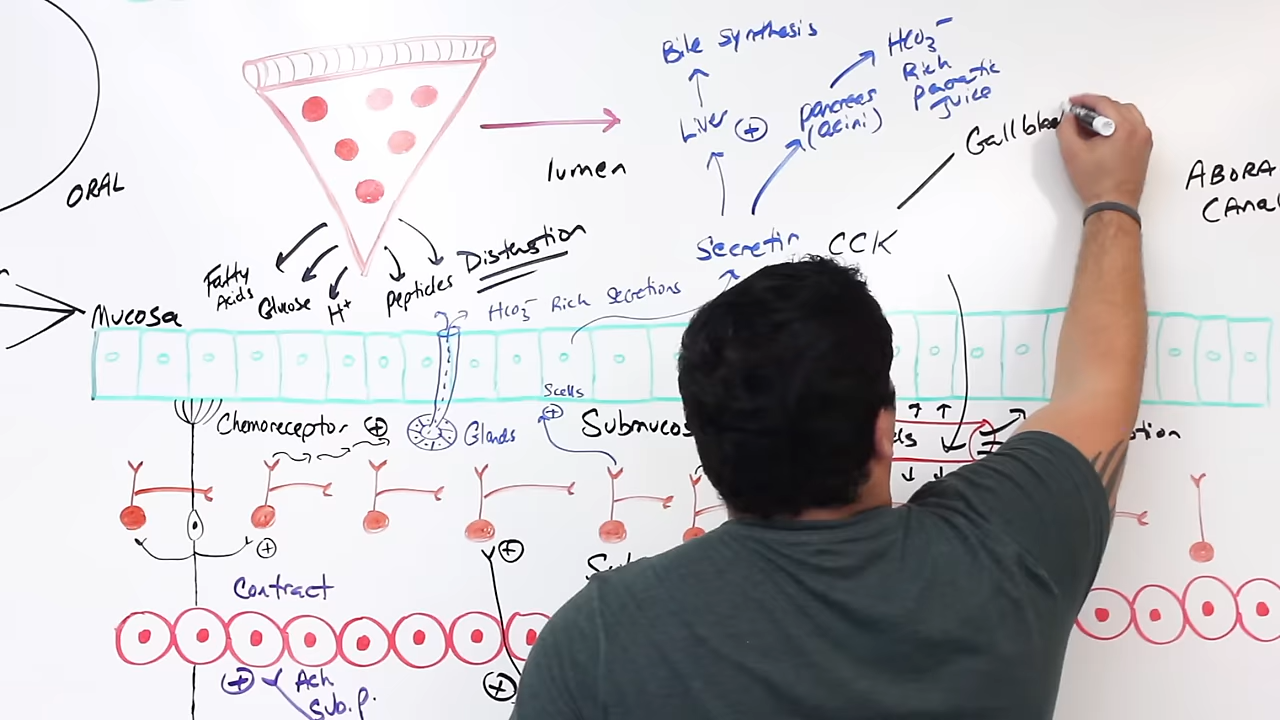 Bile Synthesis
HCO3⁻
Rich
Pancreatic
Juice
Liver
+
pancreas
(acini)
Gallblad
ORAL
lumen
ABORA
CAnal
Secretin
CCK
Distention
Fatty
Acids
Glucose
H+
peptides
HCO3⁻ Rich Secretions
Mucosa
Scells
+
Chemoreceptor +
Glands
Submucos
+
+
Contract
+
Ach
Sub.p.
+